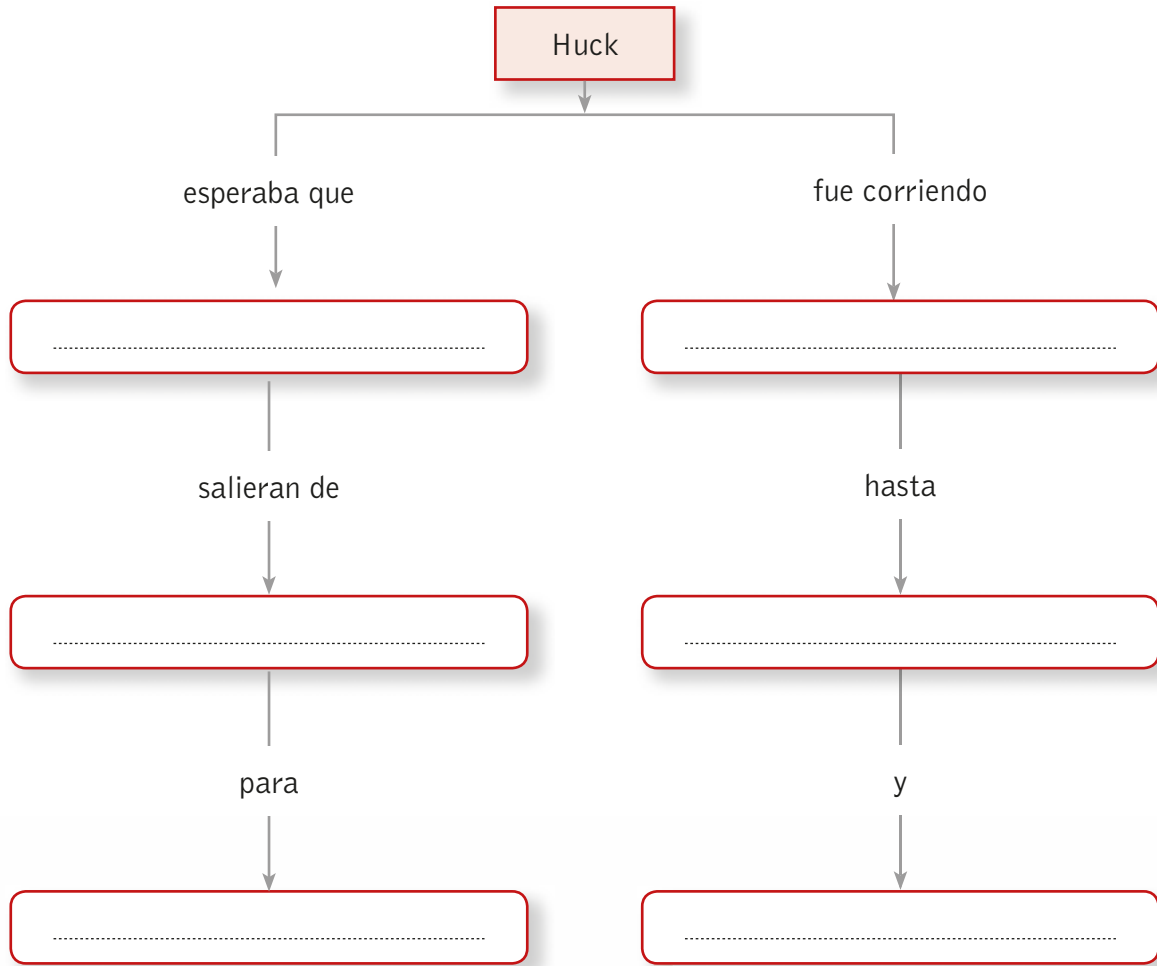 Huck
esperaba que
fue corriendo
salieran de
hasta
para
y